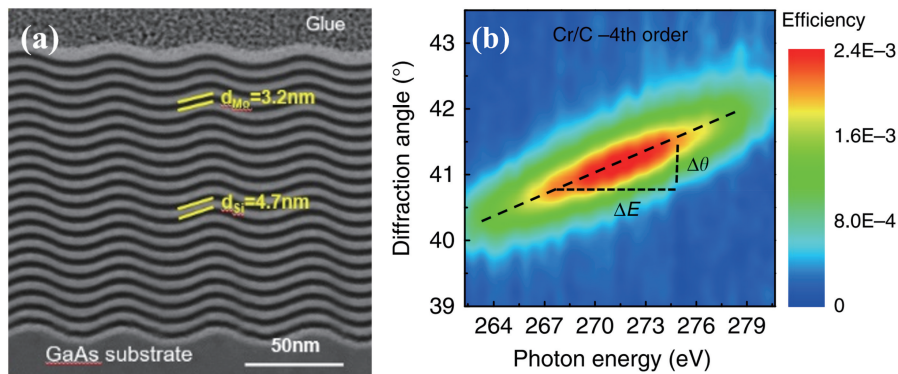 (a)
Glue
d_Mo=3.2nm
d_Si=4.7nm
GaAs substrate
50nm
(b)
Cr/C –4th order
Efficiency
2.4E–3
1.6E–3
8.0E–4
0
Diffraction angle (°)
43
42
41
40
39
Δθ
ΔE
264 267 270 273 276 279
Photon energy (eV)